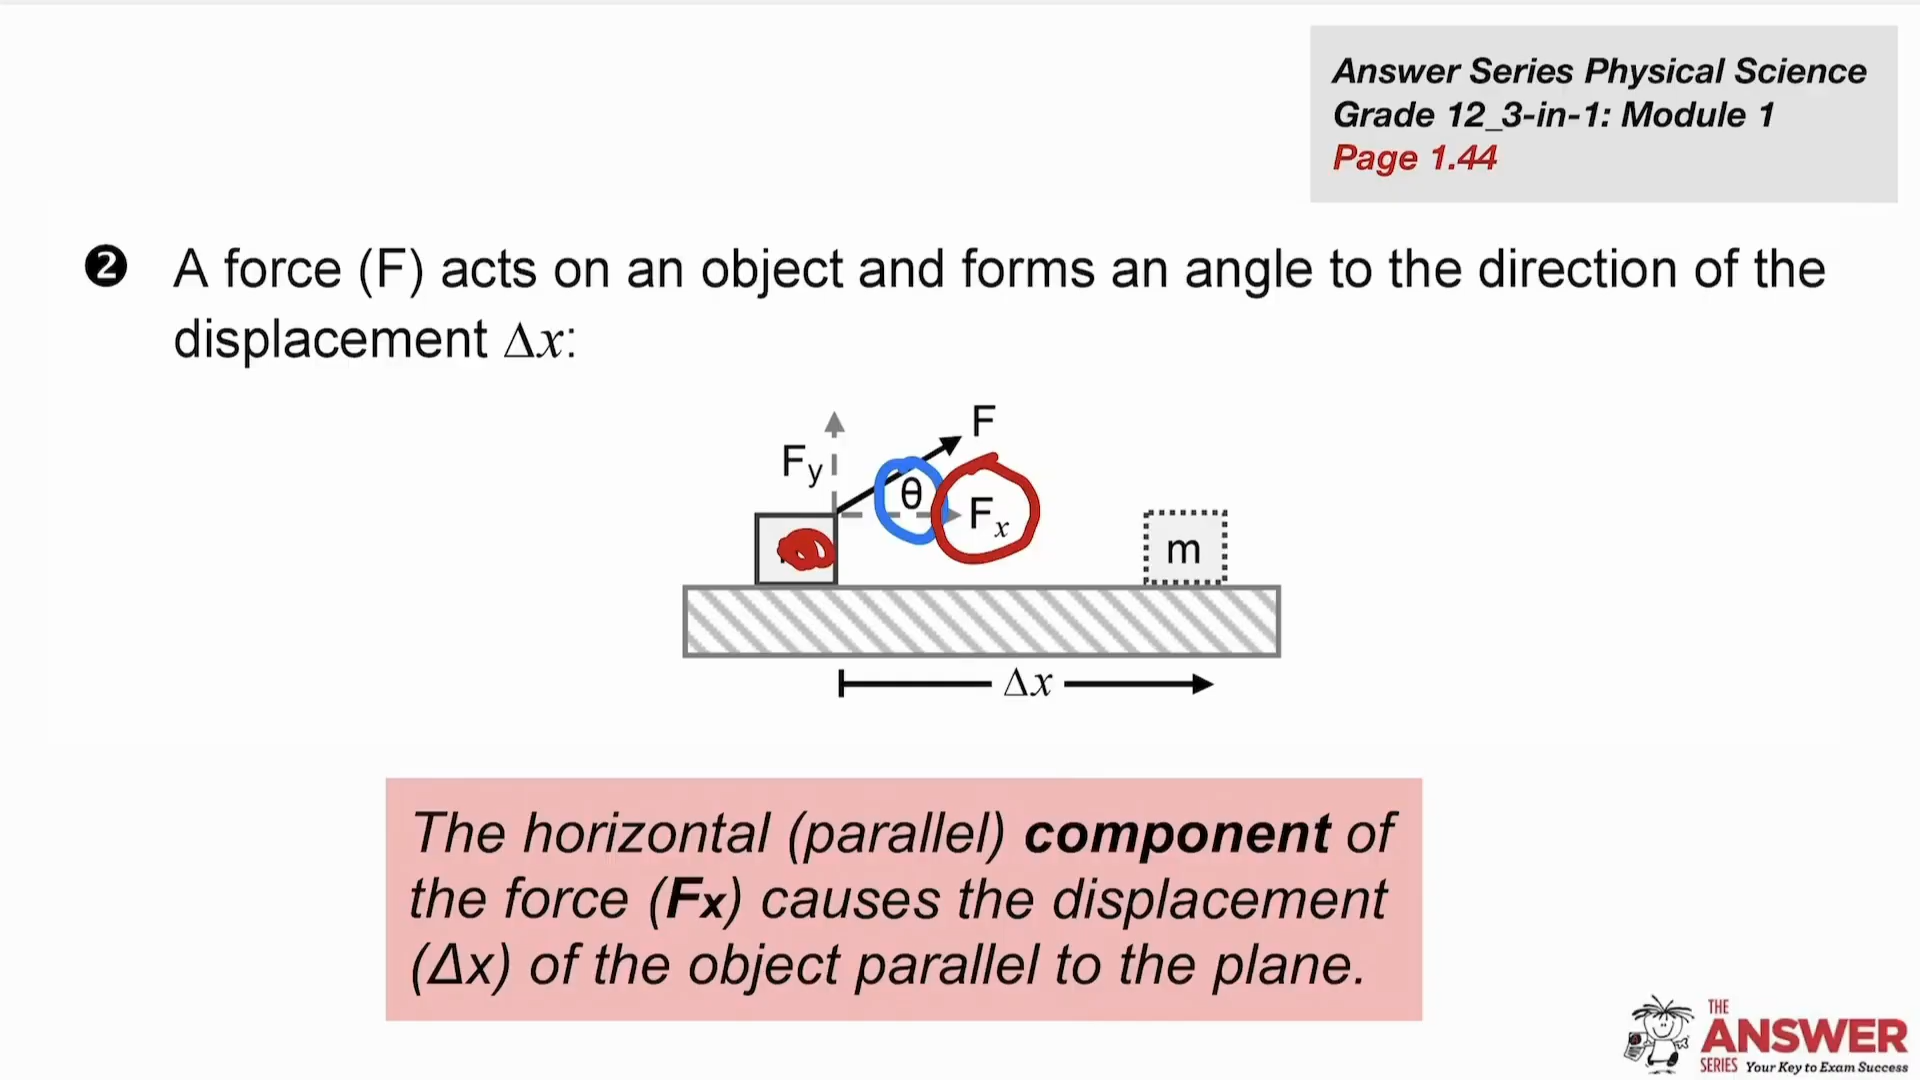 Answer Series Physical Science
Grade 12_3-in-1: Module 1
Page 1.44
❷ A force (F) acts on an object and forms an angle to the direction of the
displacement Δx:
F
Fy
θ
Fx
m
Δx
The horizontal (parallel) component of
the force (Fx) causes the displacement
(Δx) of the object parallel to the plane.
THE
ANSWER
SERIES Your Key to Exam Success